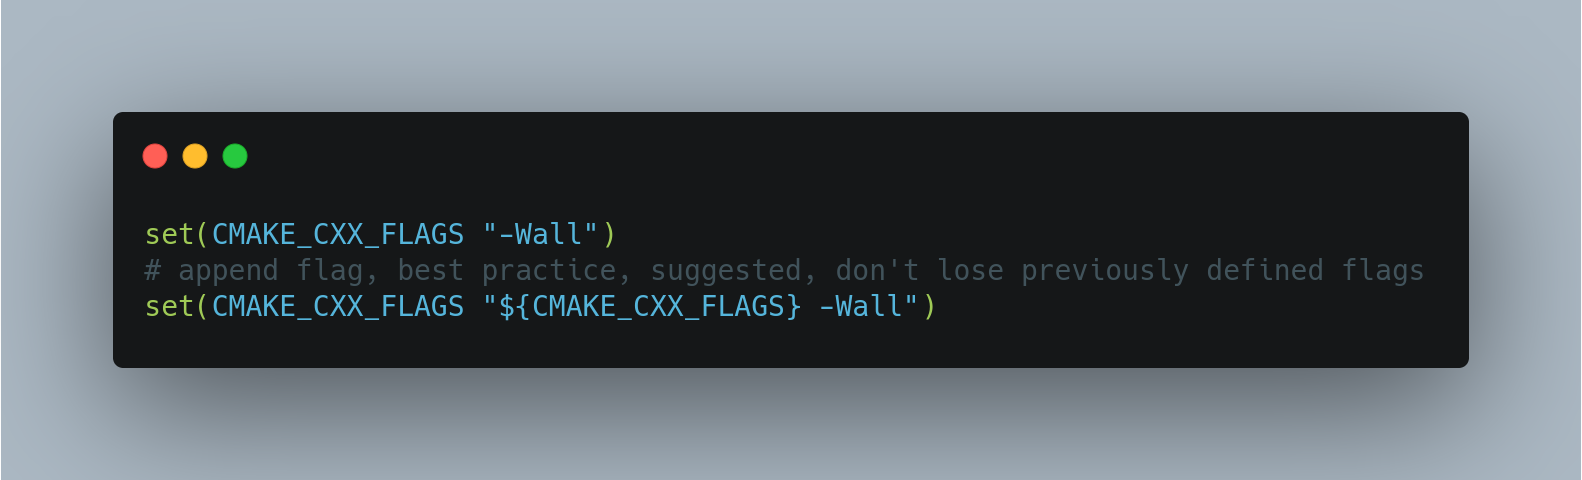 set(CMAKE_CXX_FLAGS "-Wall")
# append flag, best practice, suggested, don't lose previously defined flags
set(CMAKE_CXX_FLAGS "${CMAKE_CXX_FLAGS} -Wall")